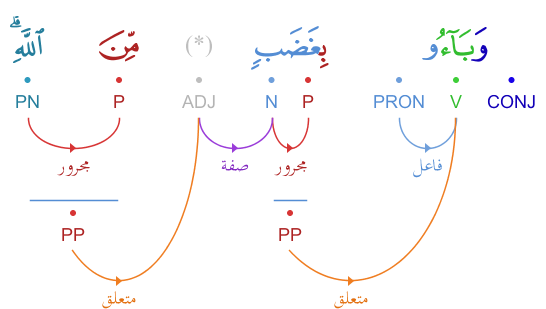 وَبَآءُو بِغَضَبٍ (*) مِّنَ ٱللَّهِ ۗ
CONJ V PRON P N ADJ P PN
فاعل مجرور صفة مجرور
PP PP
متعلق متعلق